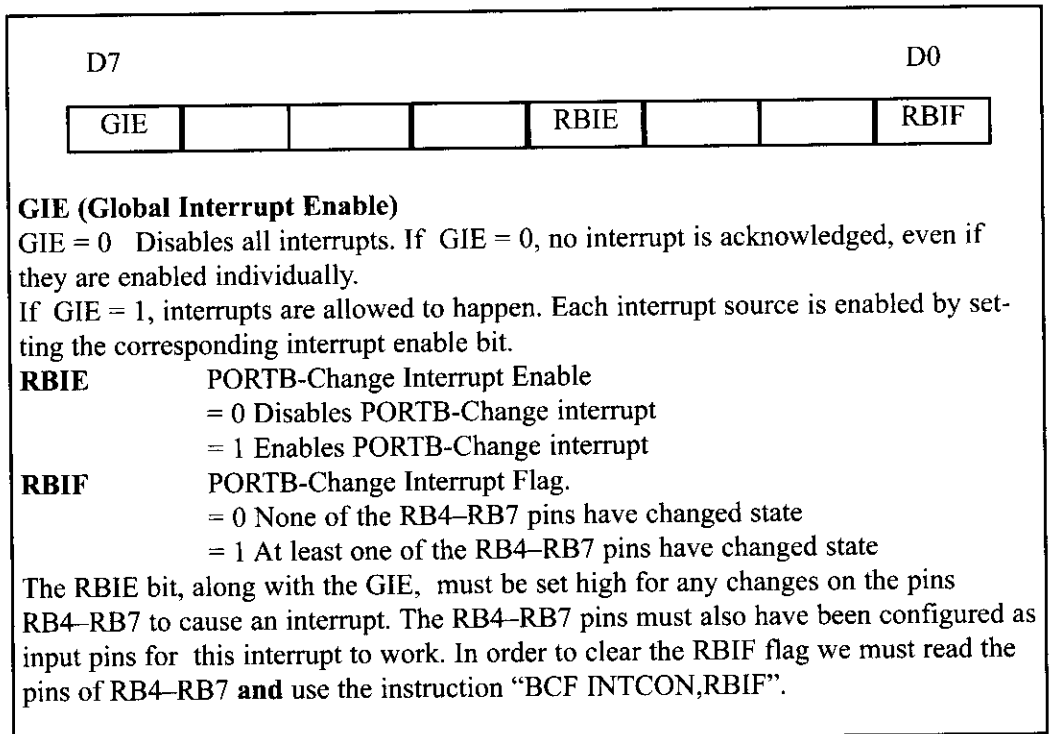 D7 D0
GIE RBIE RBIF
GIE (Global Interrupt Enable)
GIE = 0 Disables all interrupts. If GIE = 0, no interrupt is acknowledged, even if
they are enabled individually.
If GIE = 1, interrupts are allowed to happen. Each interrupt source is enabled by set-
ting the corresponding interrupt enable bit.
RBIE PORTB-Change Interrupt Enable
= 0 Disables PORTB-Change interrupt
= 1 Enables PORTB-Change interrupt
RBIF PORTB-Change Interrupt Flag.
= 0 None of the RB4–RB7 pins have changed state
= 1 At least one of the RB4–RB7 pins have changed state
The RBIE bit, along with the GIE, must be set high for any changes on the pins
RB4–RB7 to cause an interrupt. The RB4–RB7 pins must also have been configured as
input pins for this interrupt to work. In order to clear the RBIF flag we must read the
pins of RB4–RB7 and use the instruction “BCF INTCON,RBIF”.